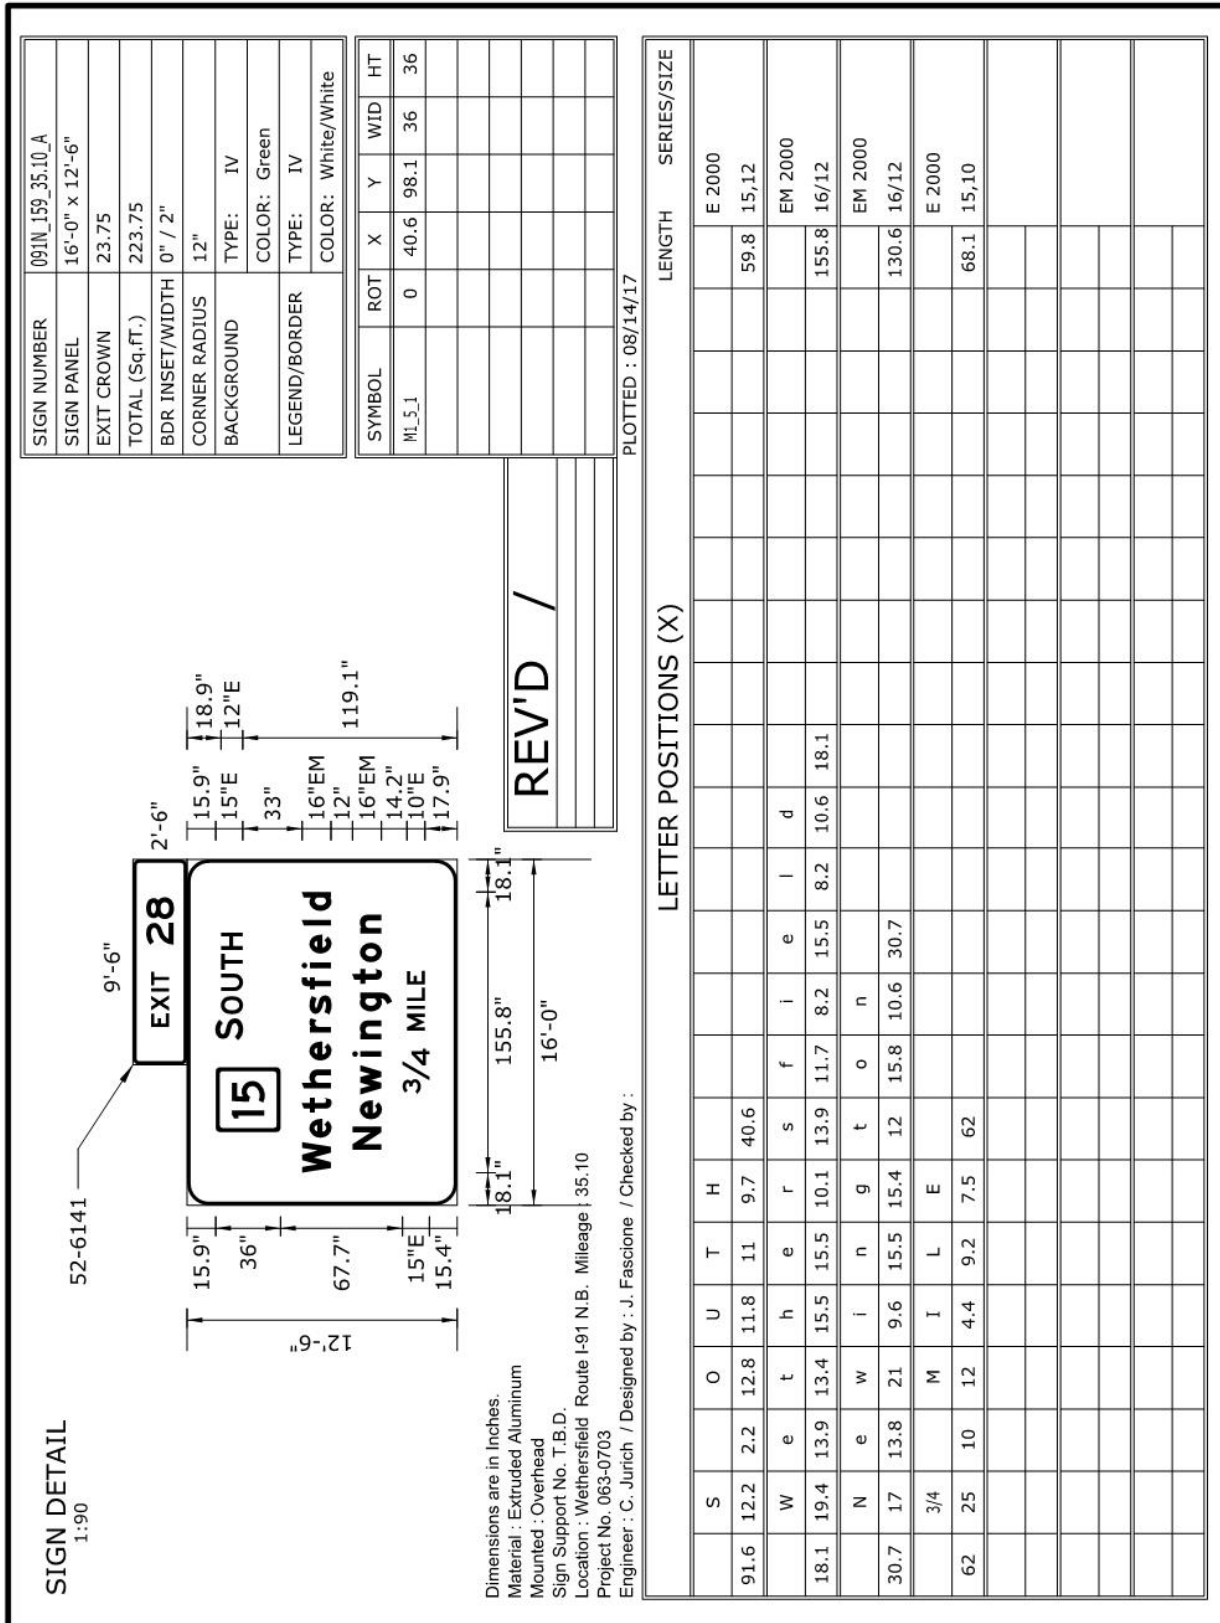 SIGN DETAIL
1:90
52-6141
9'-6"
2'-6"
EXIT 28
15 SOUTH
Wethersfield
Newington
3/4 MILE
12'-6"
15.9"
36"
67.7"
15"E
15.4"
15.9"
15"E
33"
16"EM
12"
16"EM
14.2"
10"E
17.9"
18.9"
12"E
119.1"
18.1" 155.8" 18.1"
16'-0"
SIGN NUMBER 091N_159_35.10_A
SIGN PANEL 16'-0" x 12'-6"
EXIT CROWN 23.75
TOTAL (Sq.fT.) 223.75
BDR INSET/WIDTH 0" / 2"
CORNER RADIUS 12"
BACKGROUND TYPE: IV
COLOR: Green
LEGEND/BORDER TYPE: IV
COLOR: White/White
SYMBOL ROT X Y WID HT
M1_5_1 0 40.6 98.1 36 36
Dimensions are in Inches.
Material : Extruded Aluminum
Mounted : Overhead
Sign Support No. T.B.D.
Location : Wethersfield Route I-91 N.B. Mileage : 35.10
Project No. 063-0703
Engineer : C. Jurich / Designed by : J. Fascione / Checked by :
REV'D /
PLOTTED : 08/14/17
LETTER POSITIONS (X) LENGTH SERIES/SIZE
S O U T H E 2000
91.6 12.2 2.2 12.8 11.8 11 9.7 40.6 59.8 15,12
W e t h e r s f i e l d EM 2000
18.1 19.4 13.9 13.4 15.5 15.5 10.1 13.9 11.7 8.2 15.5 8.2 10.6 18.1 155.8 16/12
N e w i n g t o n EM 2000
30.7 17 13.8 21 9.6 15.5 15.4 12 15.8 10.6 30.7 130.6 16/12
3/4 M I L E E 2000
62 25 10 12 4.4 9.2 7.5 62 68.1 15,10